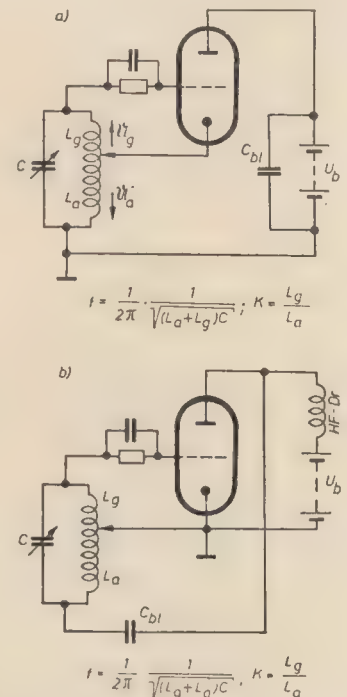 a)
L_g
𝔘_g
C
L_a
𝔘_a
C_bl
U_b
f = 1/2π · 1/√((L_a+L_g)C) ; K = L_g/L_a
b)
HF-Dr
L_g
U_b
C
L_a
C_bl
f = 1/2π 1/√((L_a+L_g)C) , K = L_g/L_a